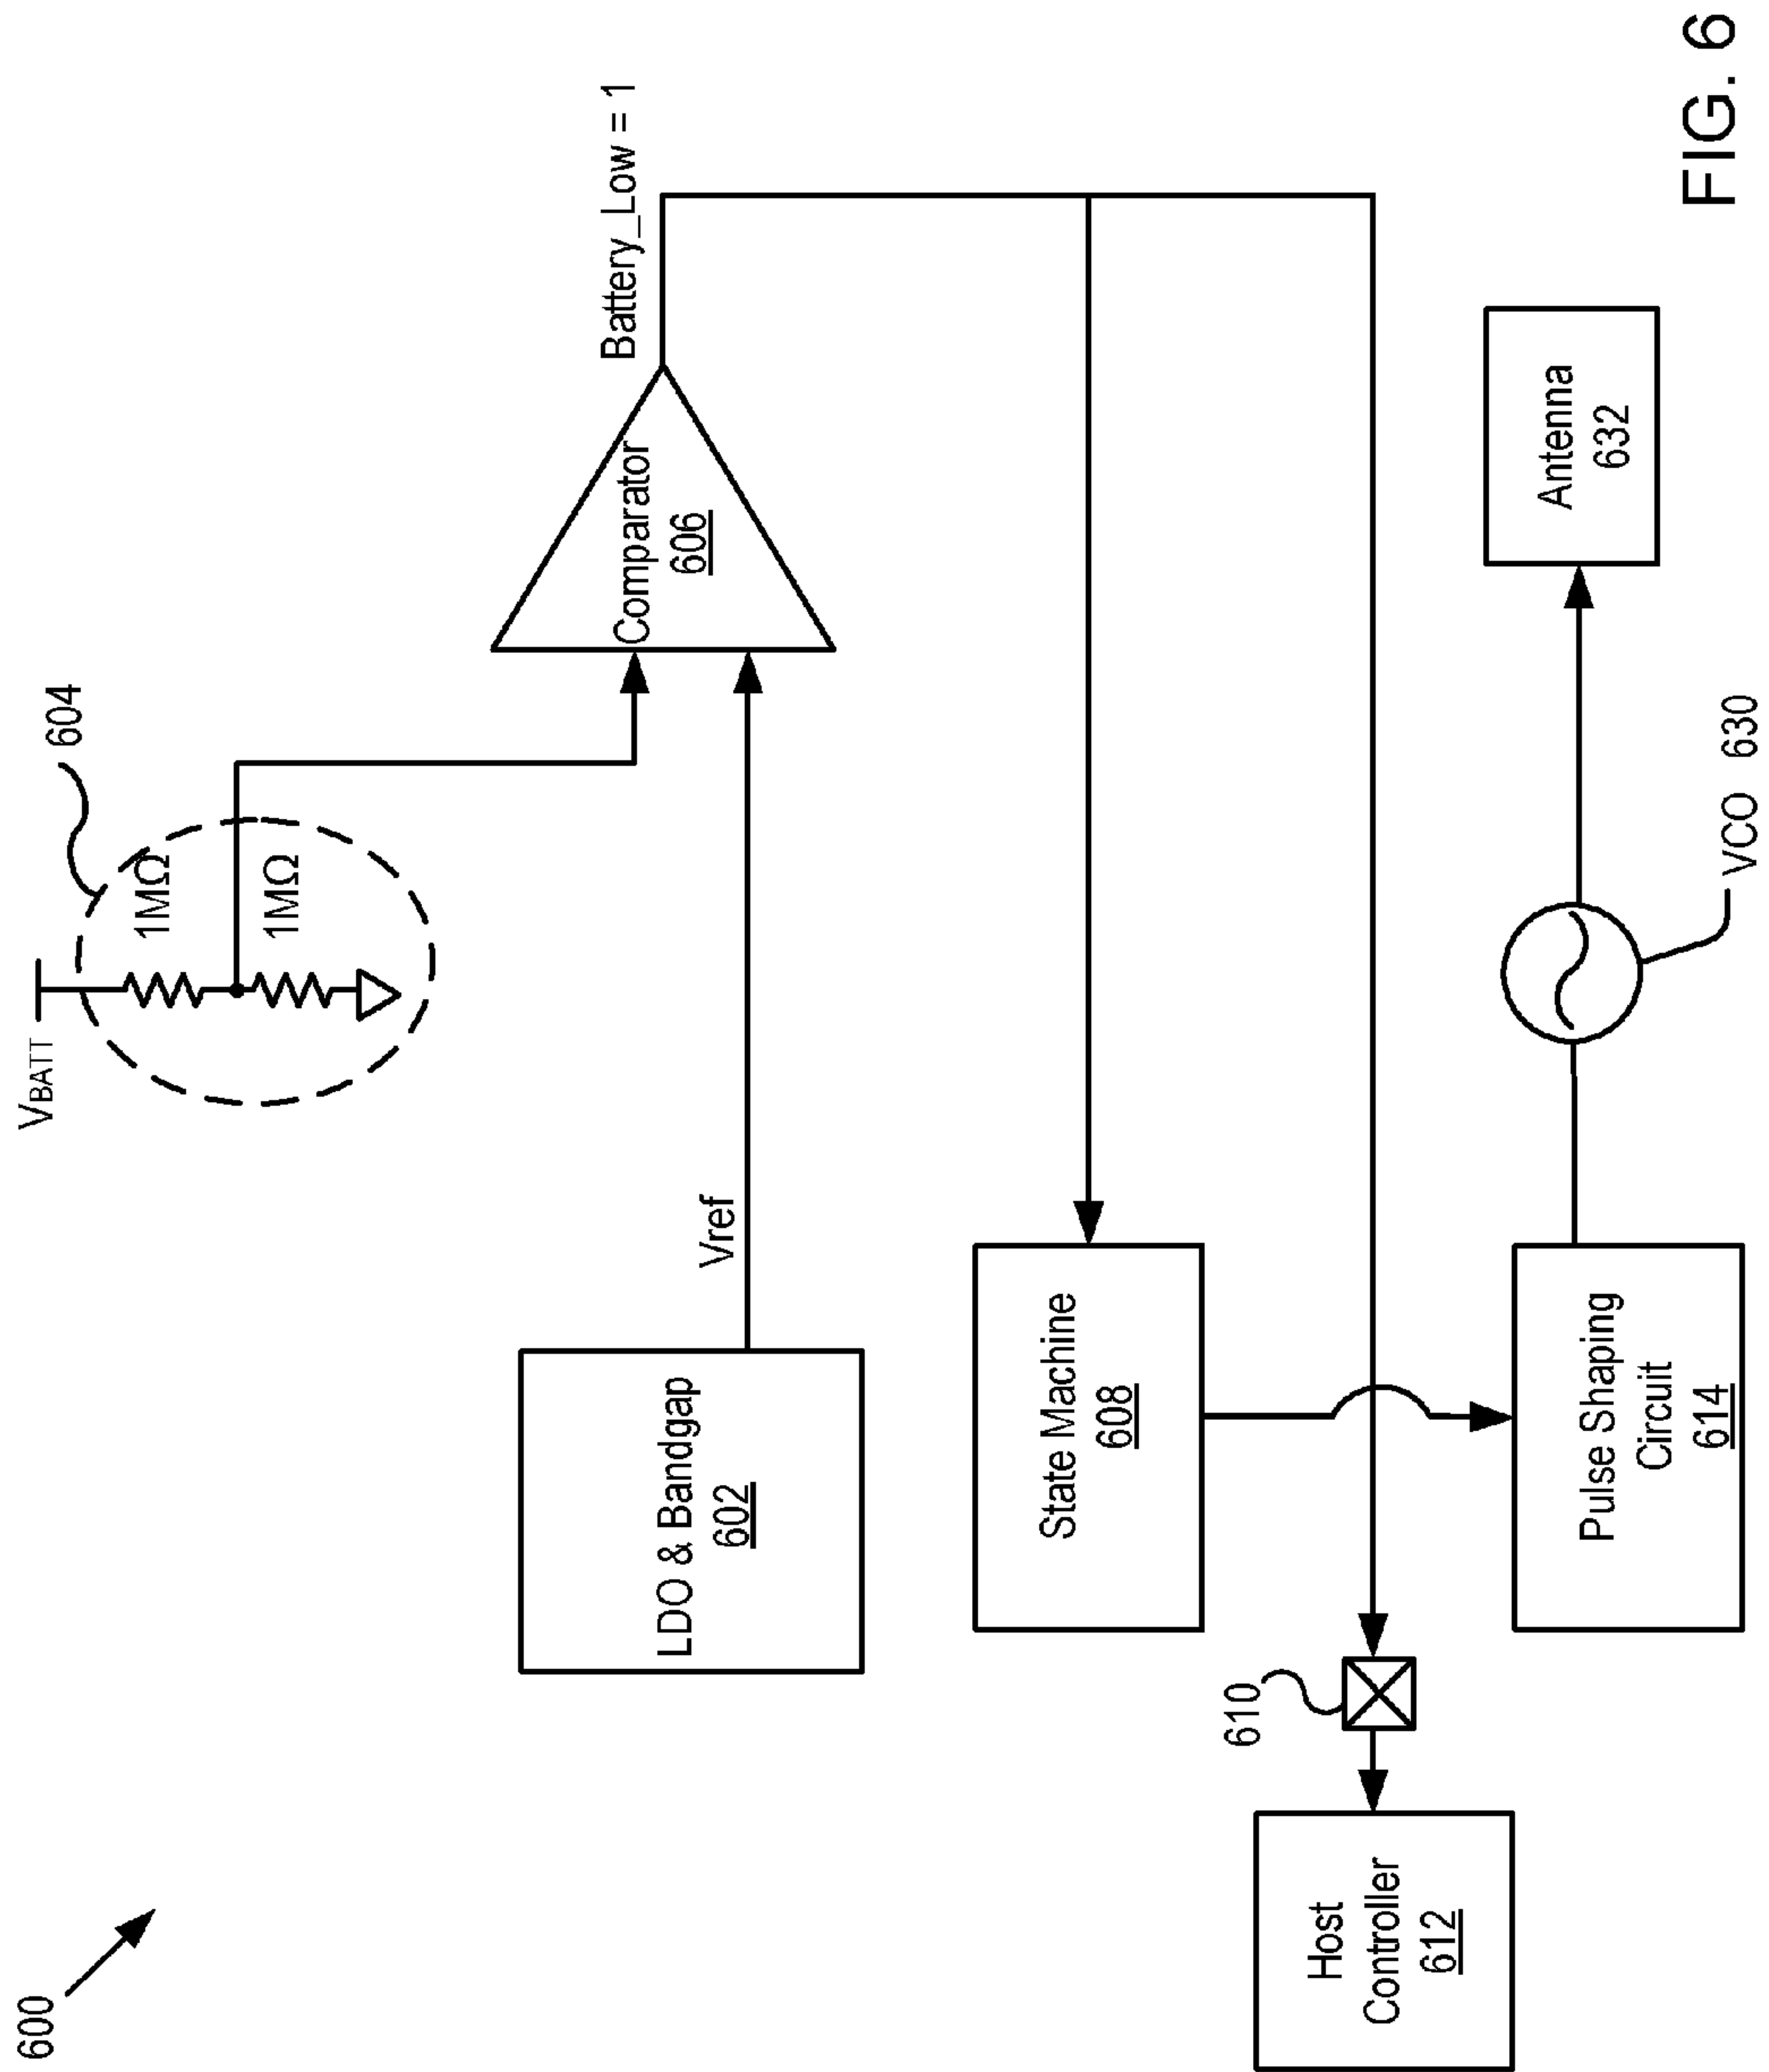 600
VBATT
604
1MΩ
1MΩ
LDO & Bandgap
602
Vref
Comparator
606
Battery_Low = 1
State Machine
608
610
Host
Controller
612
Pulse Shaping
Circuit
614
VCO 630
Antenna
632
FIG. 6